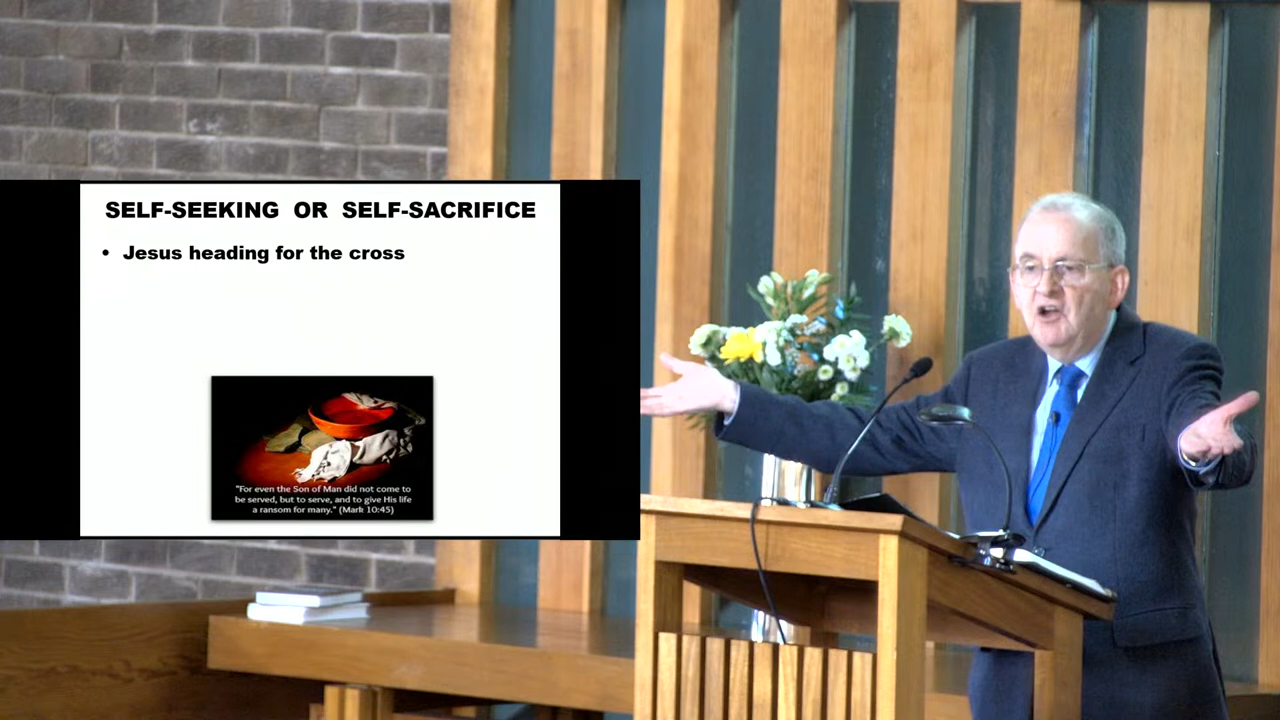 SELF-SEEKING OR SELF-SACRIFICE
• Jesus heading for the cross
"For even the Son of Man did not come to
be served, but to serve, and to give His life
a ransom for many." (Mark 10:45)